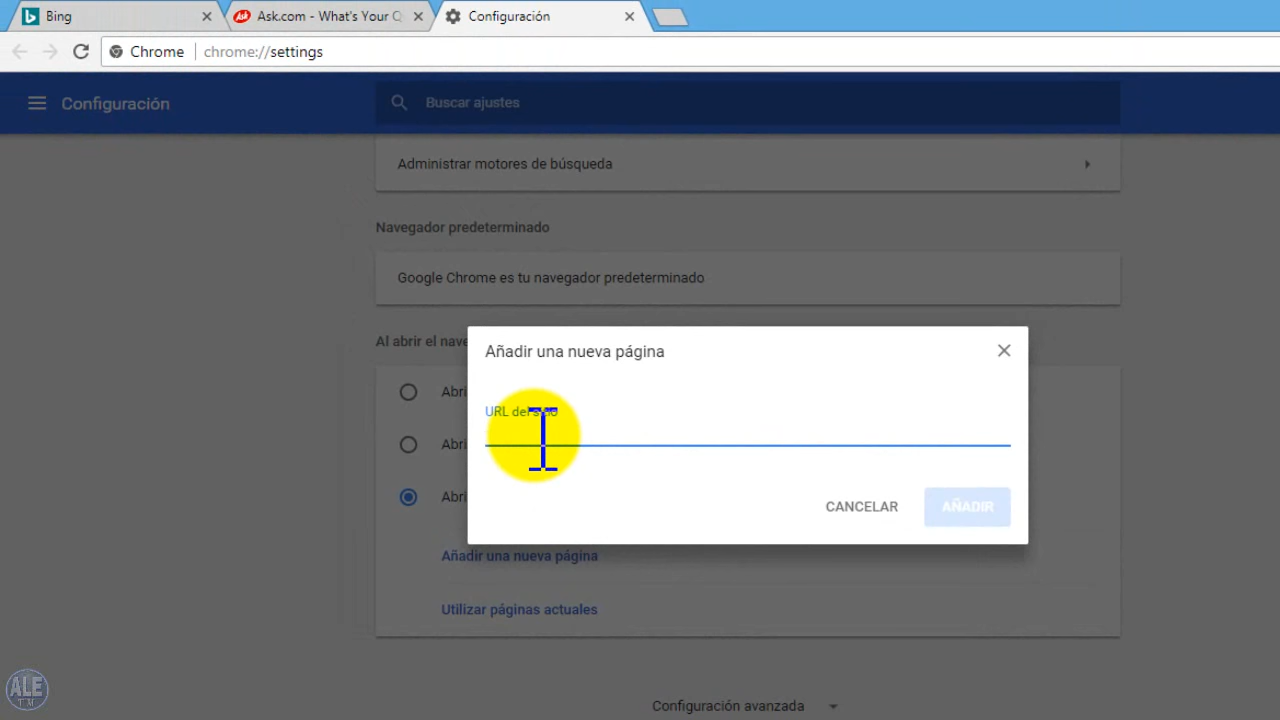 Bing
Ask.com - What's Your Q
Configuración
Chrome
chrome://settings
Configuración
Buscar ajustes
Administrar motores de búsqueda
Navegador predeterminado
Google Chrome es tu navegador predeterminado
Al abrir el nave
Añadir una nueva página
Abri
URL del sitio
Abri
Abri
CANCELAR
AÑADIR
Añadir una nueva página
Utilizar páginas actuales
ALE
TM
Configuración avanzada